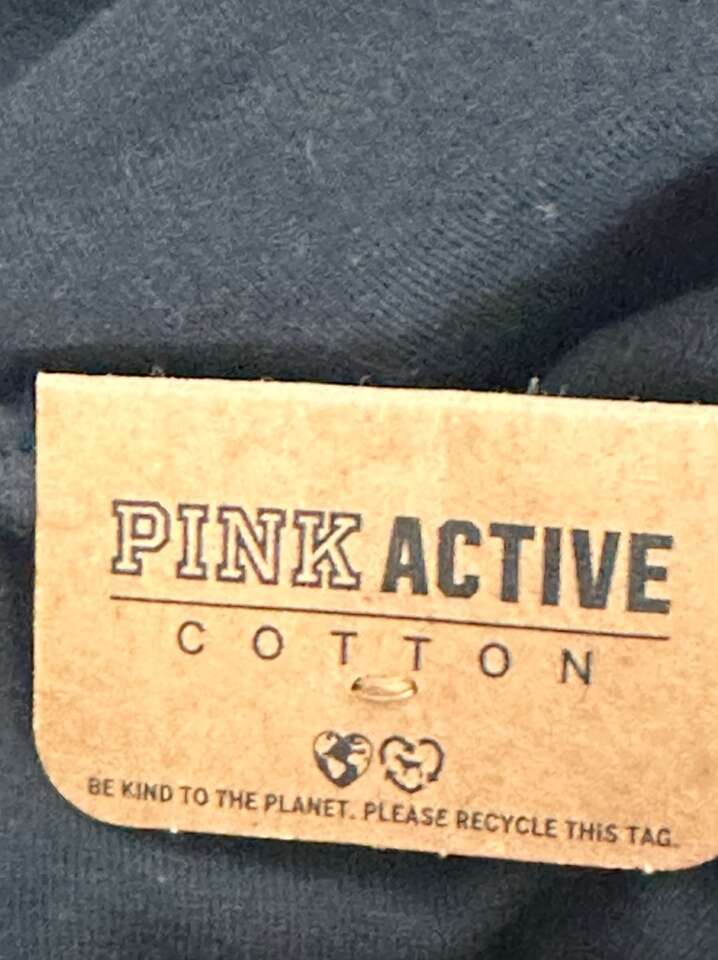 PINK ACTIVE
COTTON
BE KIND TO THE PLANET. PLEASE RECYCLE THIS TAG.